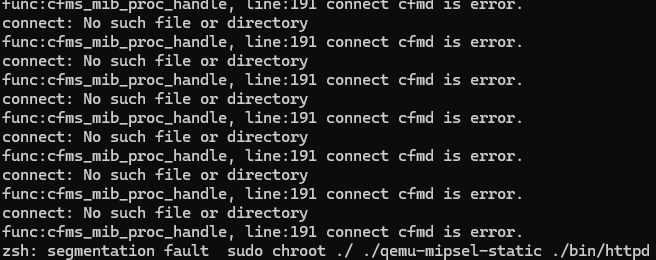 func:cfms_mib_proc_handle, line:191 connect cfmd is error.
connect: No such file or directory
func:cfms_mib_proc_handle, line:191 connect cfmd is error.
connect: No such file or directory
func:cfms_mib_proc_handle, line:191 connect cfmd is error.
connect: No such file or directory
func:cfms_mib_proc_handle, line:191 connect cfmd is error.
connect: No such file or directory
func:cfms_mib_proc_handle, line:191 connect cfmd is error.
connect: No such file or directory
func:cfms_mib_proc_handle, line:191 connect cfmd is error.
connect: No such file or directory
func:cfms_mib_proc_handle, line:191 connect cfmd is error.
zsh: segmentation fault  sudo chroot ./ ./qemu-mipsel-static ./bin/httpd